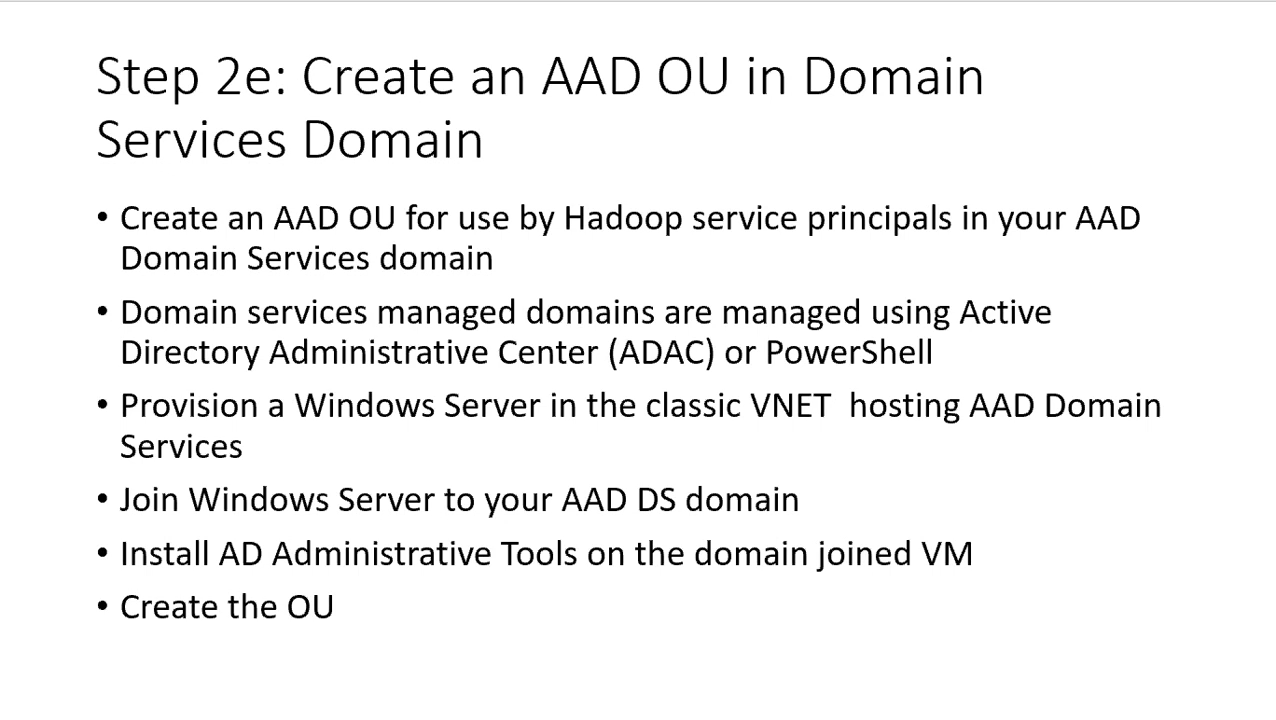 Step 2e: Create an AAD OU in Domain
Services Domain
• Create an AAD OU for use by Hadoop service principals in your AAD
Domain Services domain
• Domain services managed domains are managed using Active
Directory Administrative Center (ADAC) or PowerShell
• Provision a Windows Server in the classic VNET  hosting AAD Domain
Services
• Join Windows Server to your AAD DS domain
• Install AD Administrative Tools on the domain joined VM
• Create the OU